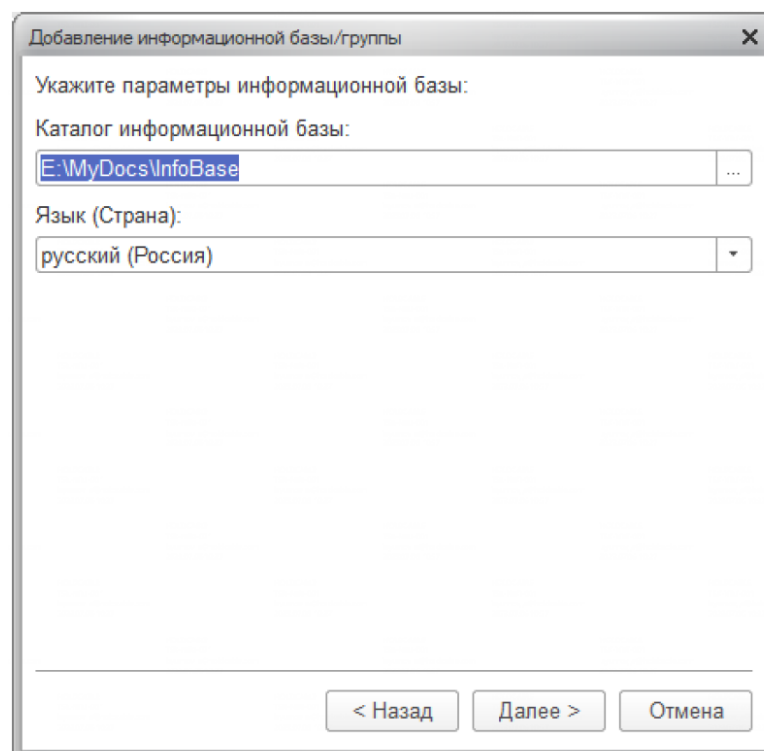 Добавление информационной базы/группы
Укажите параметры информационной базы:
Каталог информационной базы:
E:\MyDocs\InfoBase ...
Язык (Страна):
русский (Россия)
< Назад Далее > Отмена